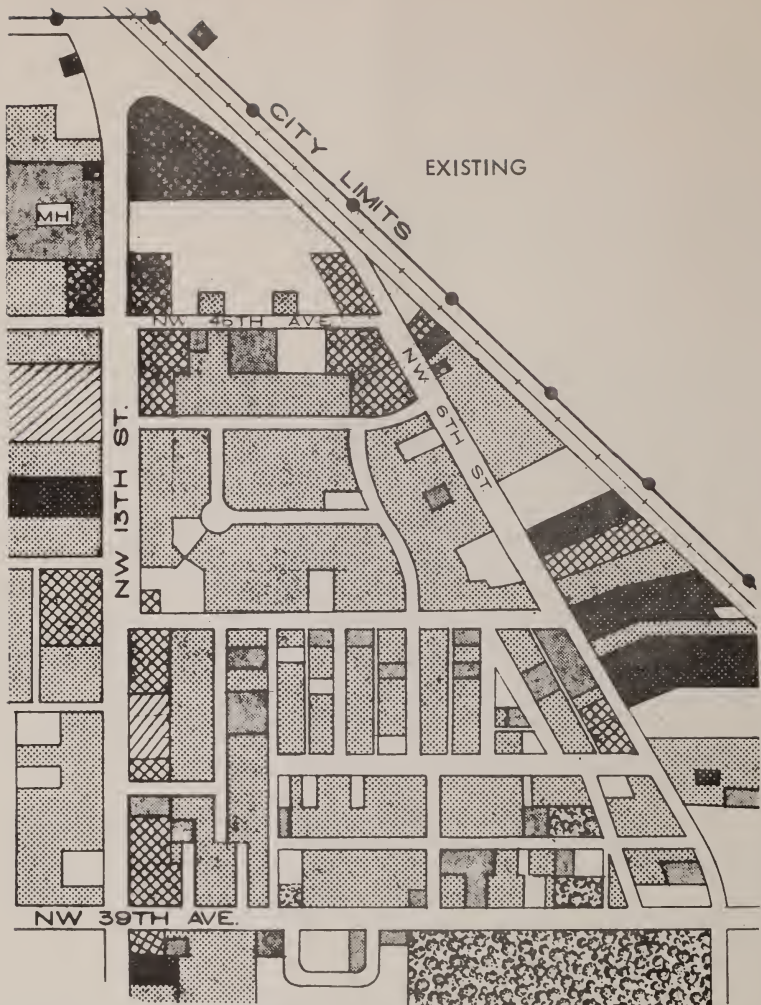 CITY LIMITS
EXISTING
MH
NW 45TH AVE.
NW 6TH ST.
NW 13TH ST.
NW 39TH AVE.